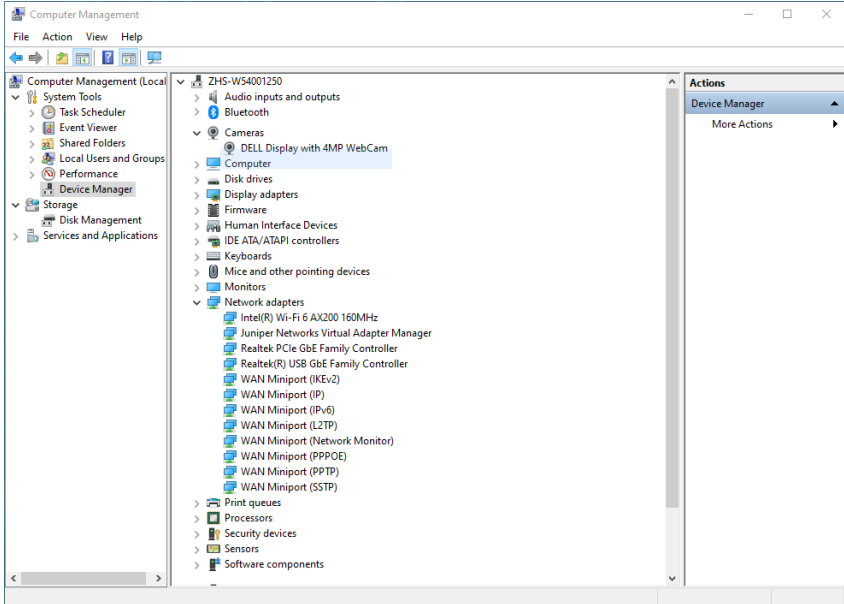 Computer Management
File Action View Help
Computer Management (Local
System Tools
Task Scheduler
Event Viewer
Shared Folders
Local Users and Groups
Performance
Device Manager
Storage
Disk Management
Services and Applications
ZHS-W54001250
Audio inputs and outputs
Bluetooth
Cameras
DELL Display with 4MP WebCam
Computer
Disk drives
Display adapters
Firmware
Human Interface Devices
IDE ATA/ATAPI controllers
Keyboards
Mice and other pointing devices
Monitors
Network adapters
Intel(R) Wi-Fi 6 AX200 160MHz
Juniper Networks Virtual Adapter Manager
Realtek PCIe GbE Family Controller
Realtek(R) USB GbE Family Controller
WAN Miniport (IKEv2)
WAN Miniport (IP)
WAN Miniport (IPv6)
WAN Miniport (L2TP)
WAN Miniport (Network Monitor)
WAN Miniport (PPPOE)
WAN Miniport (PPTP)
WAN Miniport (SSTP)
Print queues
Processors
Security devices
Sensors
Software components
Actions
Device Manager
More Actions